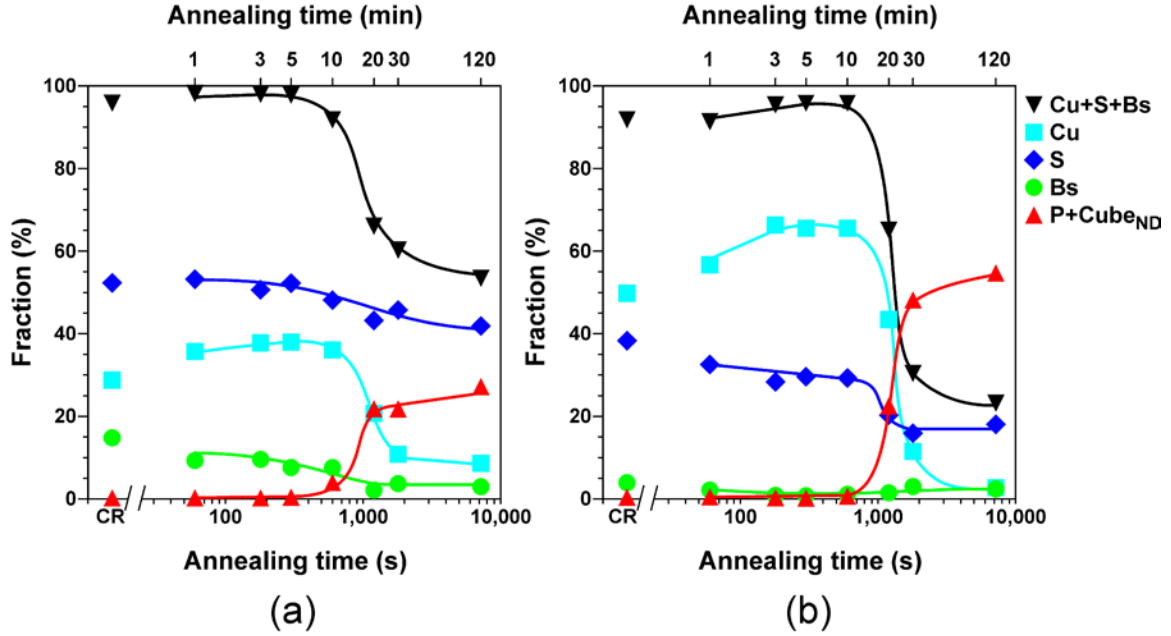 Annealing time (min)
1 3 5 10 20 30 120
100
80
60
40
20
0
Fraction (%)
CR 100 1,000 10,000
Annealing time (s)
(a)
Annealing time (min)
1 3 5 10 20 30 120
100
80
60
40
20
0
Fraction (%)
CR 100 1,000 10,000
Annealing time (s)
(b)
Cu+S+Bs
Cu
S
Bs
P+CubeND